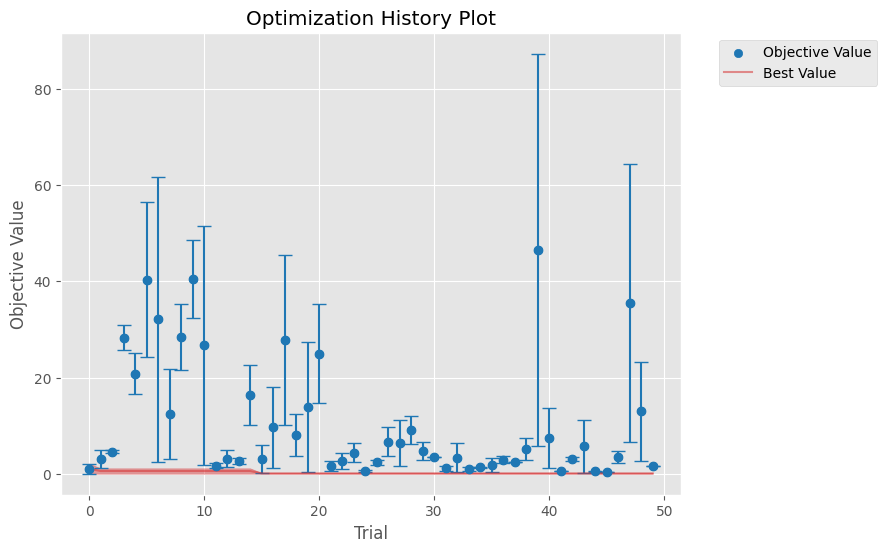 Optimization History Plot
Objective Value
Best Value
Objective Value
80
60
40
20
0
0 10 20 30 40 50
Trial